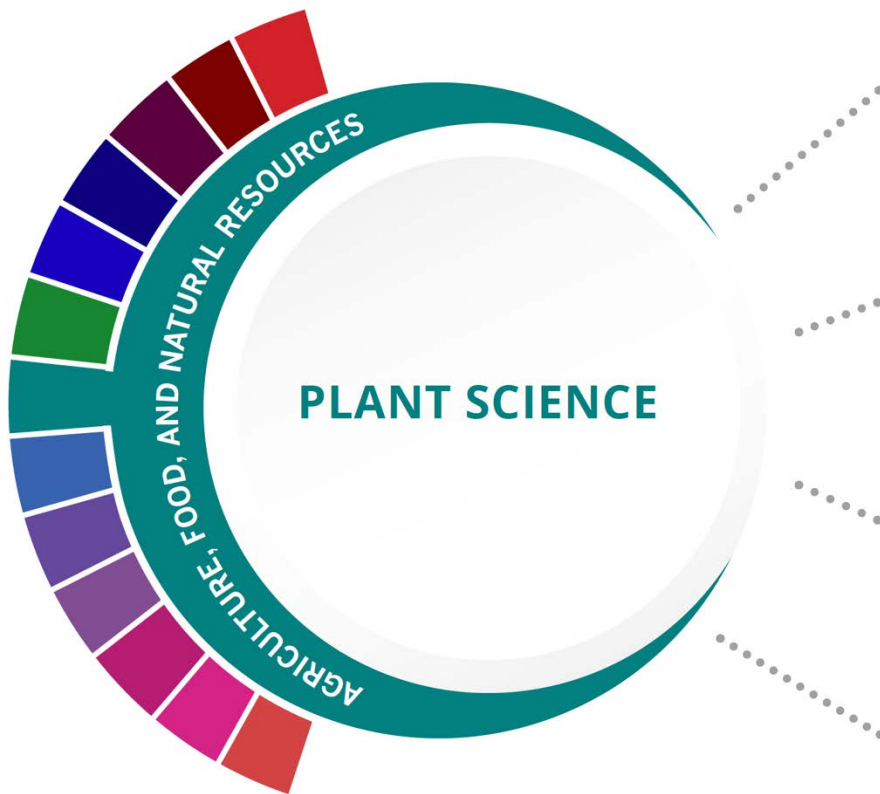 AGRICULTURE, FOOD, AND NATURAL RESOURCES
PLANT SCIENCE